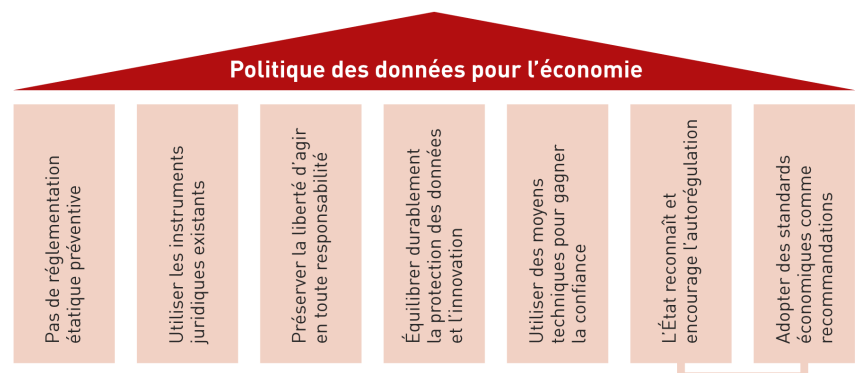 Politique des données pour l’économie
Pas de réglementation
étatique préventive
Utiliser les instruments
juridiques existants
Préserver la liberté d’agir
en toute responsabilité
Équilibrer durablement
la protection des données
et l’innovation
Utiliser des moyens
techniques pour gagner
la confiance
L’État reconnaît et
encourage l’autorégulation
Adopter des standards
économiques comme
recommandations